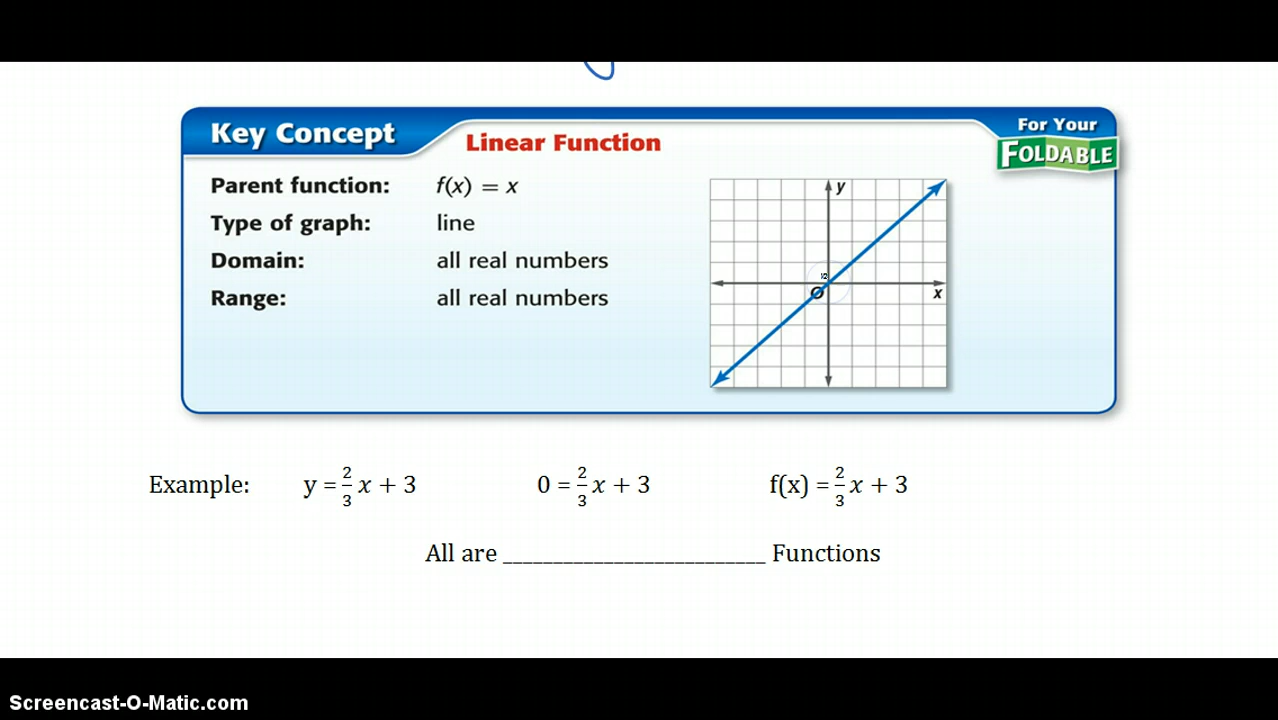 Key Concept
Linear Function
For Your
FOLDABLE
Parent function: f(x) = x
Type of graph: line
Domain: all real numbers
Range: all real numbers
y
12
O
x
Example: y = 2/3 x + 3 0 = 2/3 x + 3 f(x) = 2/3 x + 3
All are __________________________ Functions
Screencast-O-Matic.com